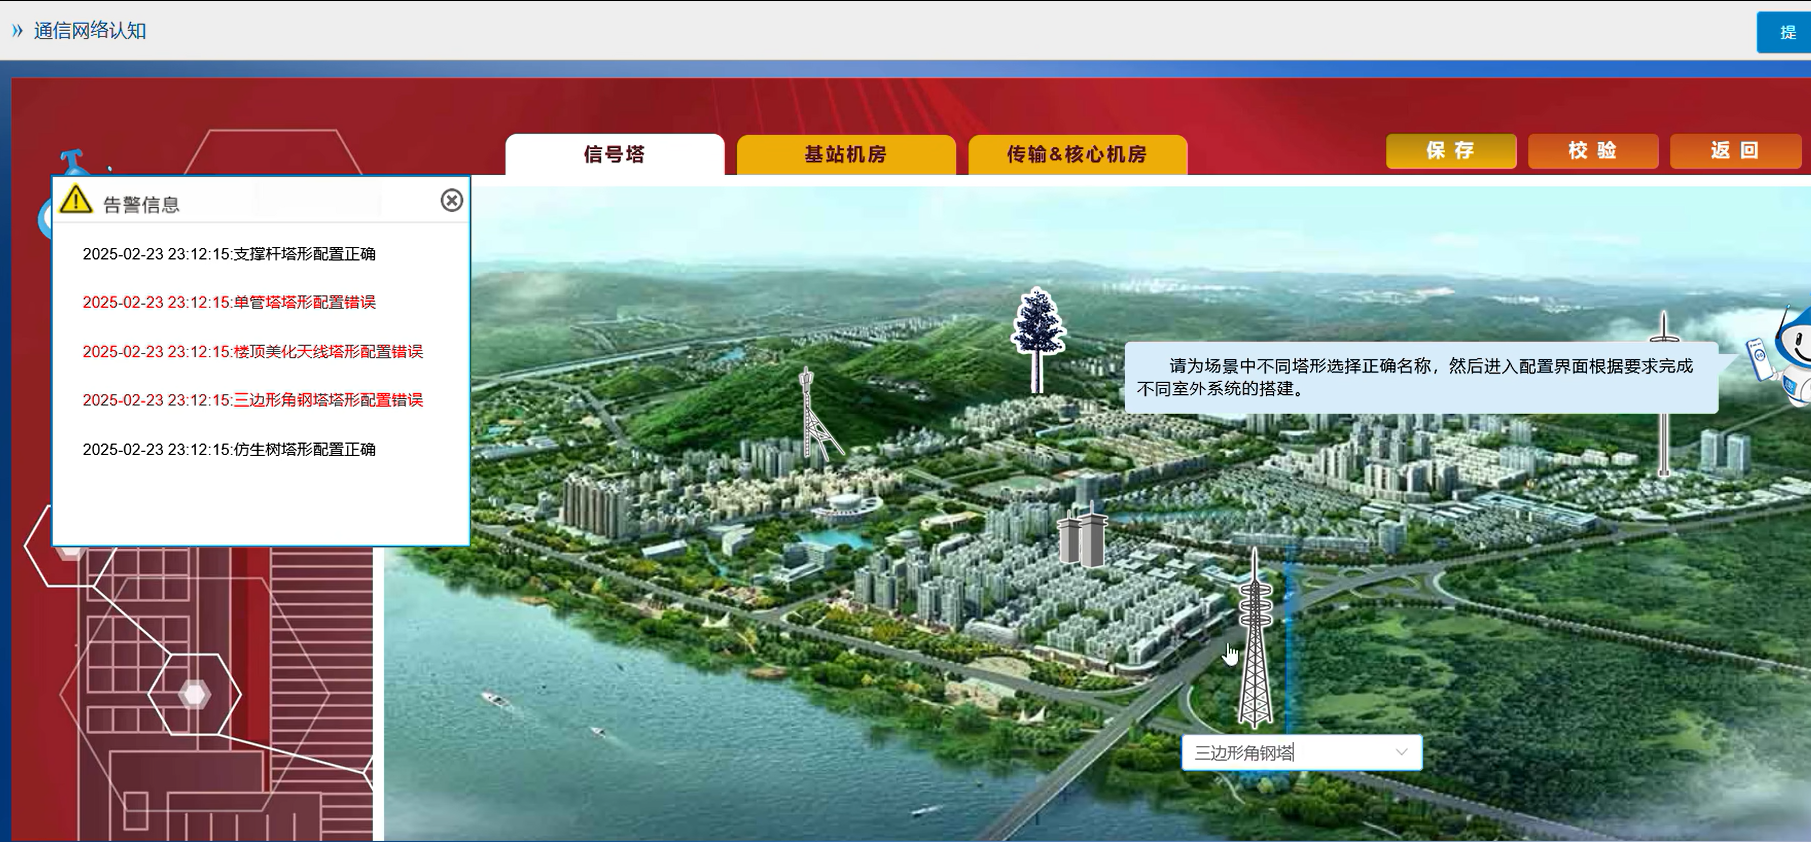 » 通信网络认知
提
信号塔
基站机房
传输&核心机房
保存
校验
返回
告警信息
2025-02-23 23:12:15:支撑杆塔形配置正确
2025-02-23 23:12:15:单管塔塔形配置错误
2025-02-23 23:12:15:楼顶美化天线塔形配置错误
2025-02-23 23:12:15:三边形角钢塔塔形配置错误
2025-02-23 23:12:15:仿生树塔形配置正确
请为场景中不同塔形选择正确名称，然后进入配置界面根据要求完成
不同室外系统的搭建。
三边形角钢塔